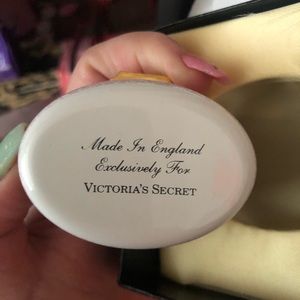 Made In England
Exclusively For
VICTORIA'S SECRET